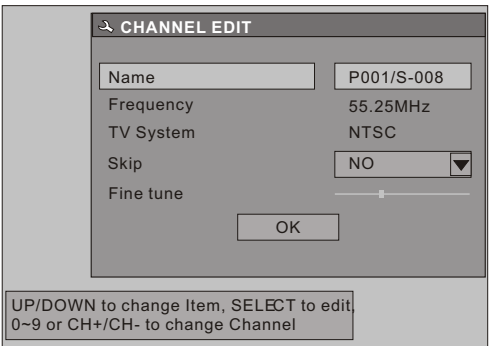 CHANNEL EDIT
Name P001/S-008
Frequency 55.25MHz
TV System NTSC
Skip NO
Fine tune
OK
UP/DOWN to change Item, SELECT to edit,
0~9 or CH+/CH- to change Channel